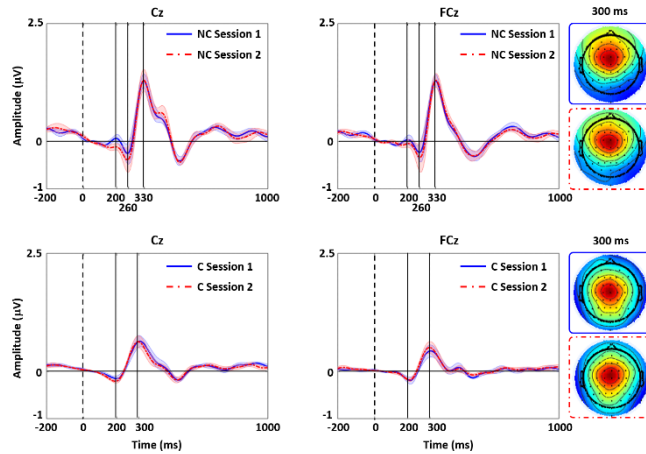 Cz
FCz
300 ms
2.5
NC Session 1
NC Session 2
Amplitude (µV)
0
-1
-200
0
200
330
1000
260
2.5
NC Session 1
NC Session 2
0
-1
-200
0
200
330
1000
260
Cz
FCz
300 ms
2.5
C Session 1
C Session 2
Amplitude (µV)
0
-1
-200
0
200
300
1000
Time (ms)
2.5
C Session 1
C Session 2
0
-1
-200
0
200
300
1000
Time (ms)